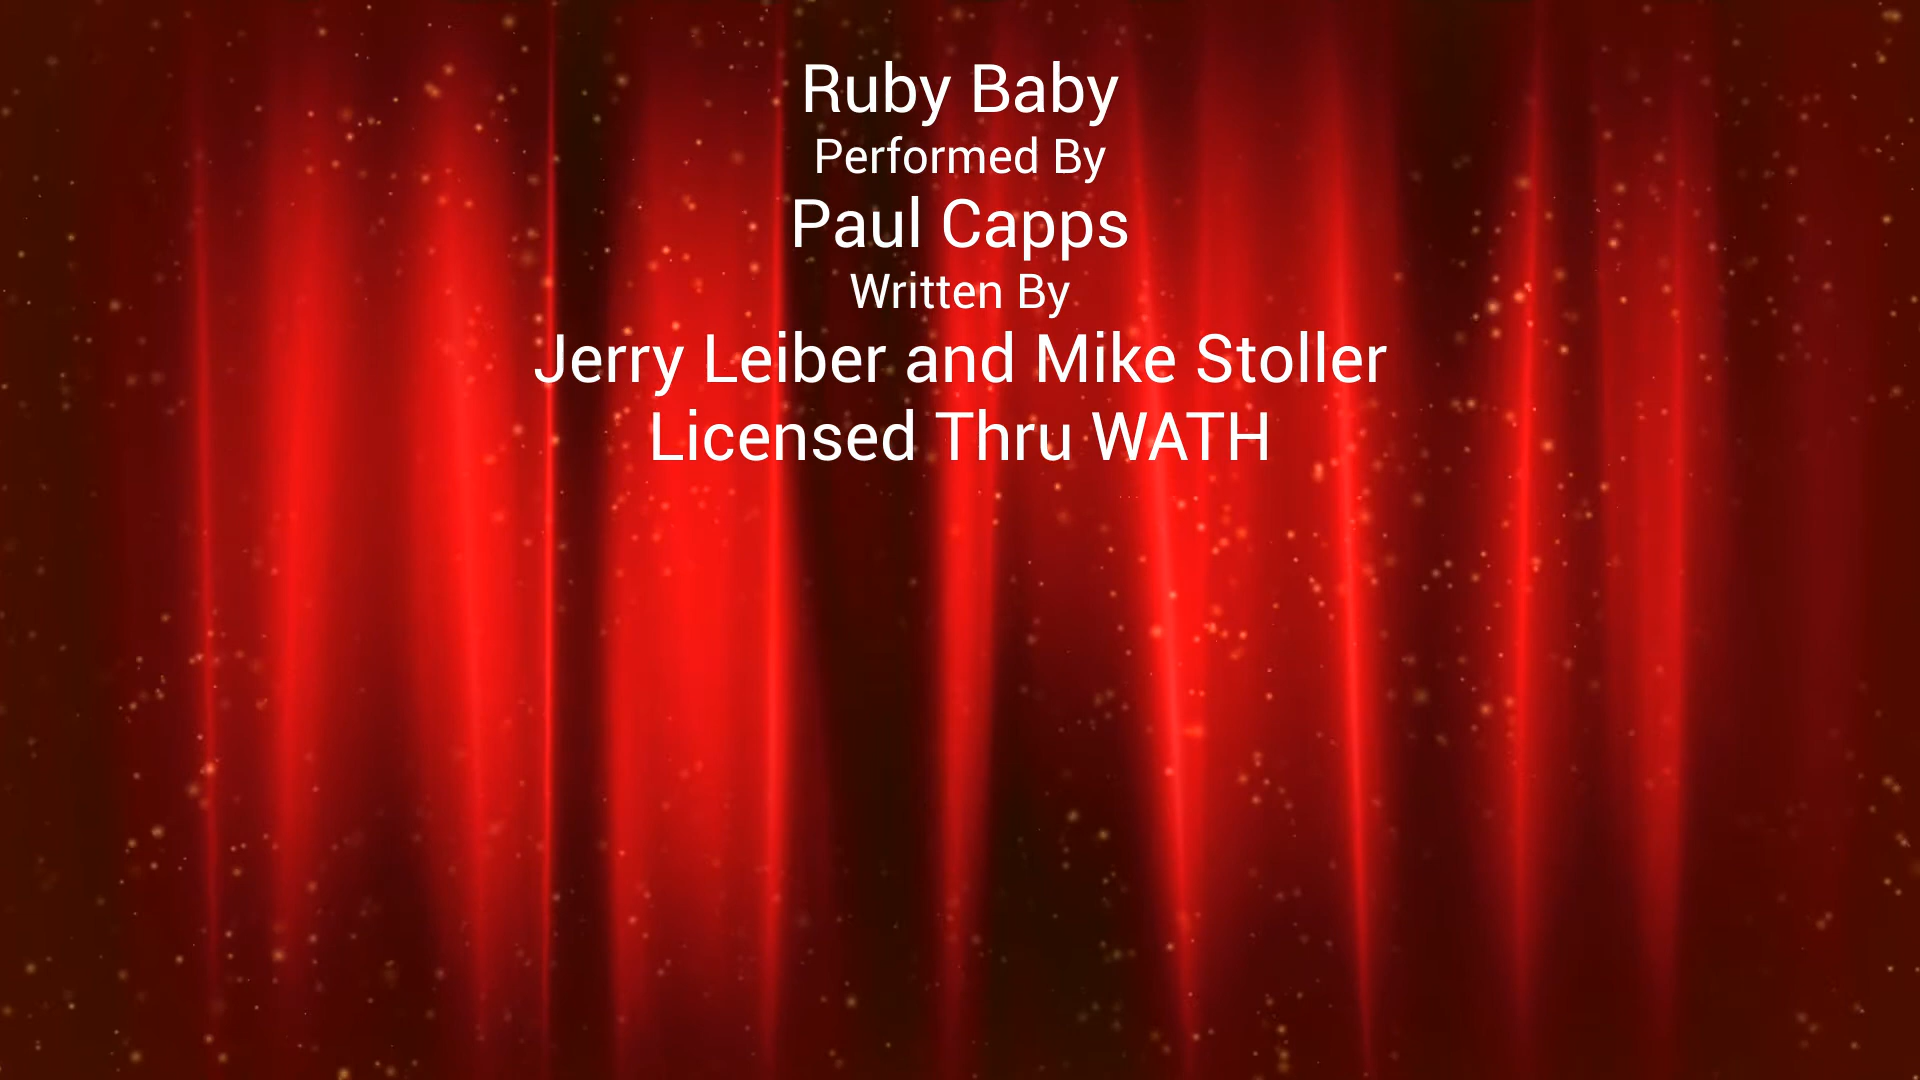 Ruby Baby
Performed By
Paul Capps
Written By
Jerry Leiber and Mike Stoller
Licensed Thru WATH